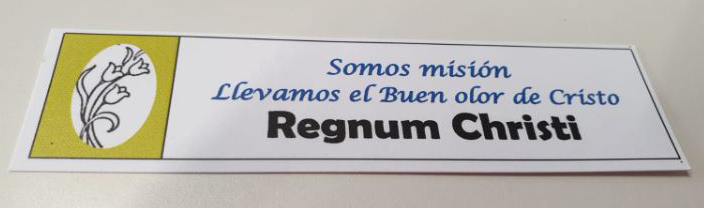 Somos misión
Llevamos el Buen olor de Cristo
Regnum Christi